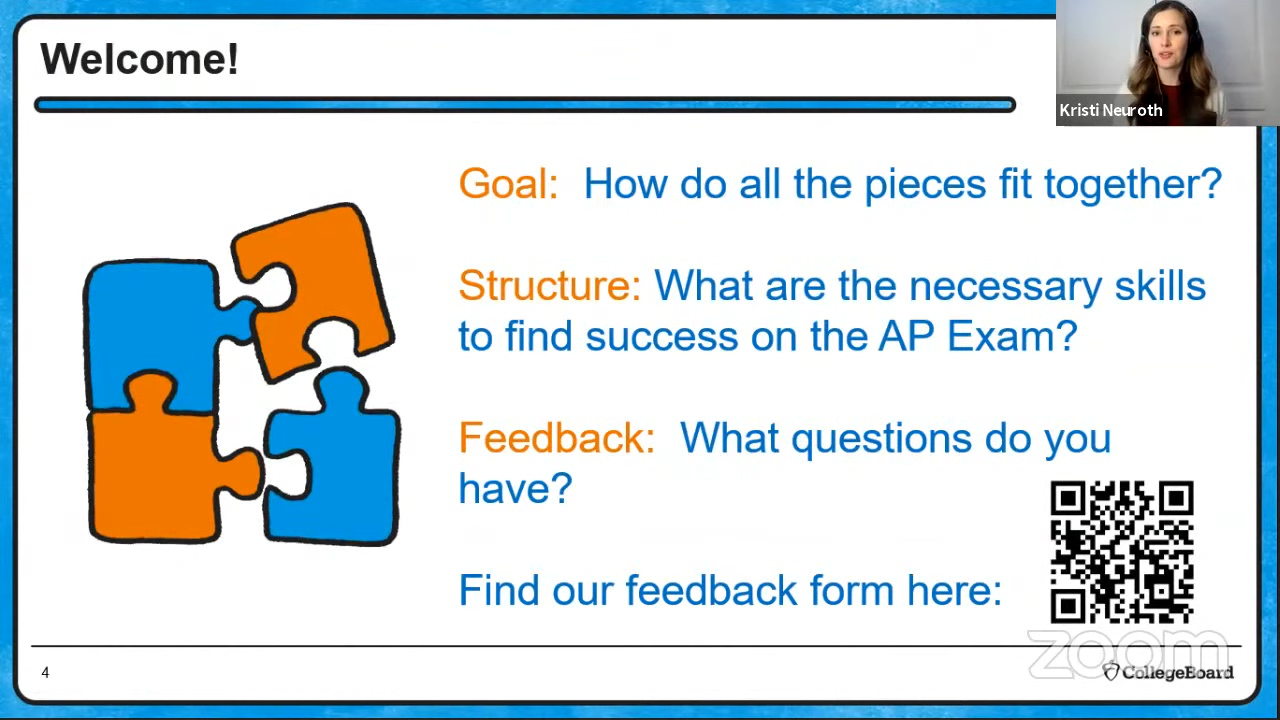 Welcome!
Kristi Neuroth
Goal: How do all the pieces fit together?
Structure: What are the necessary skills
to find success on the AP Exam?
Feedback: What questions do you
have?
Find our feedback form here:
zoom
4
CollegeBoard